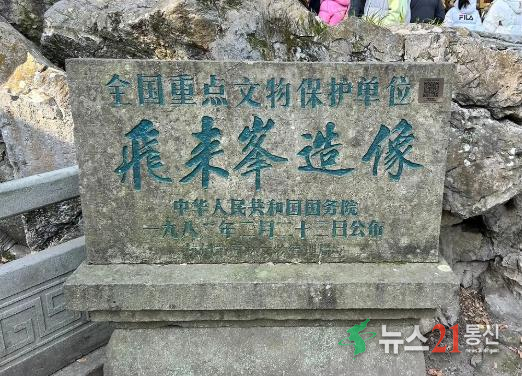 全国重点文物保护单位
飛来峯造像
中华人民共和国国务院
一九八二年二月二十三日公布
뉴스21통신
FILA